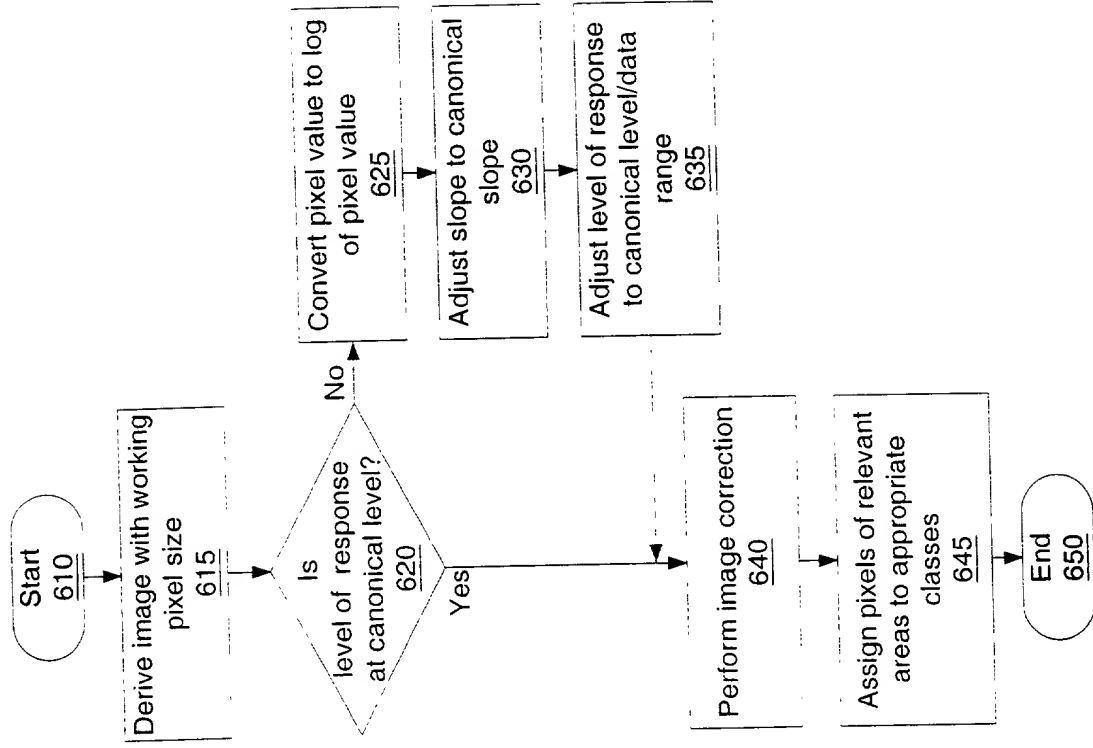 Start
610
Derive image with working
pixel size
615
Is
level of response
at canonical level?
620
No
Yes
Convert pixel value to log
of pixel value
625
Adjust slope to canonical
slope
630
Adjust level of response
to canonical level/data
range
635
Perform image correction
640
Assign pixels of relevant
areas to appropriate
classes
645
End
650